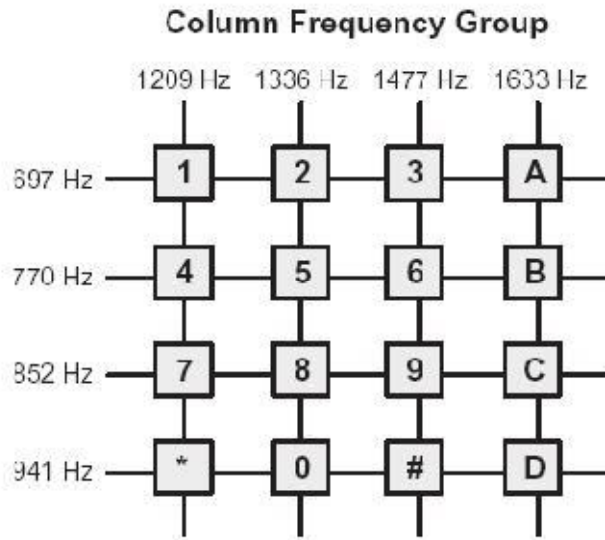 Column Frequency Group
1209 Hz 1336 Hz 1477 Hz 1633 Hz
697 Hz 1 2 3 A
770 Hz 4 5 6 B
852 Hz 7 8 9 C
941 Hz * 0 # D